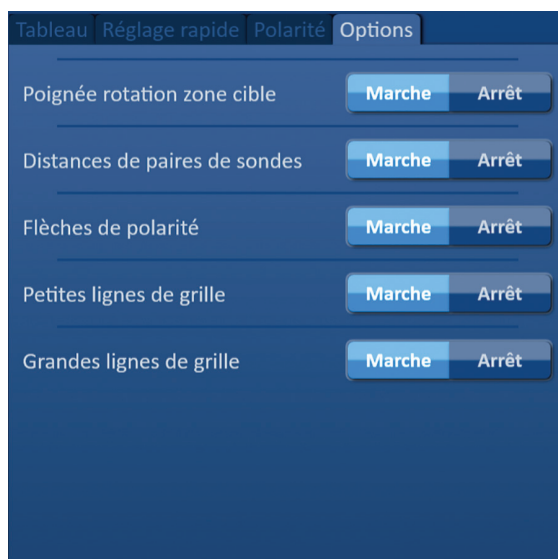 Tableau Réglage rapide Polarité Options
Poignée rotation zone cible Marche Arrêt
Distances de paires de sondes Marche Arrêt
Flèches de polarité Marche Arrêt
Petites lignes de grille Marche Arrêt
Grandes lignes de grille Marche Arrêt